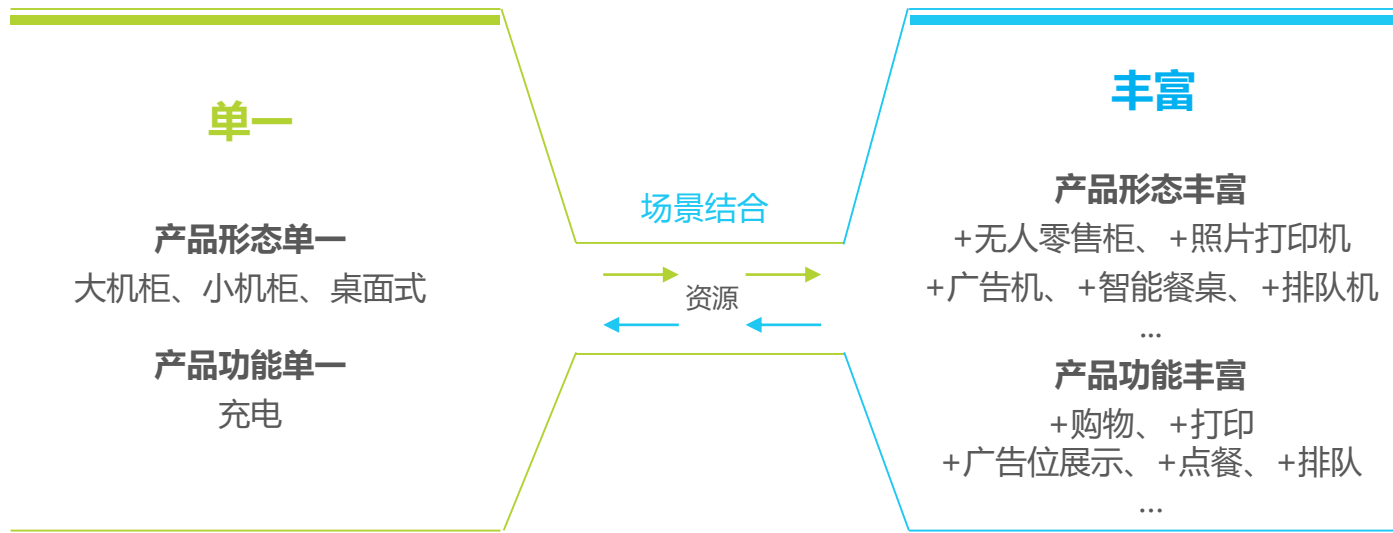 单一
产品形态单一
大机柜、小机柜、桌面式
产品功能单一
充电
场景结合
资源
丰富
产品形态丰富
+无人零售柜、+照片打印机
+广告机、+智能餐桌、+排队机
...
产品功能丰富
+购物、+打印
+广告位展示、+点餐、+排队
...